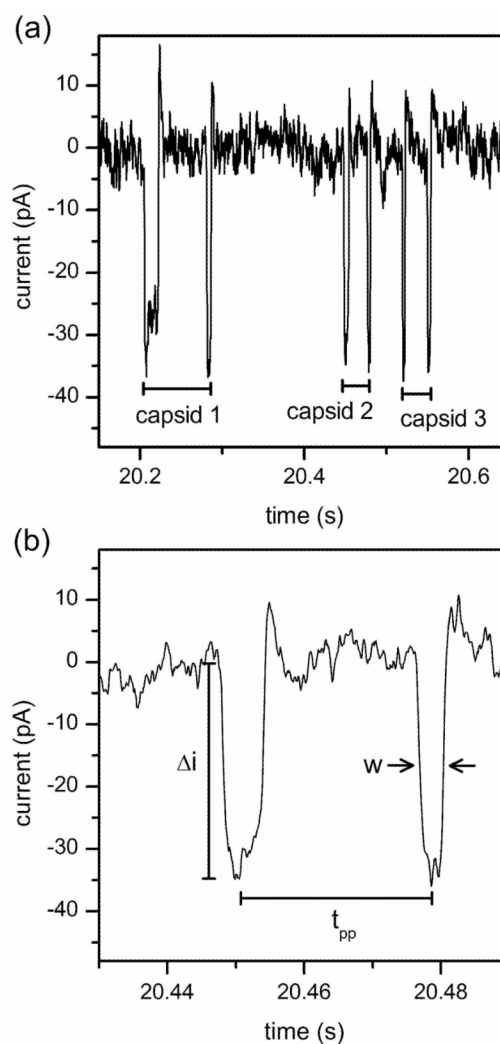 (a)
10
0
-10
-20
-30
-40
current (pA)
capsid 1
capsid 2
capsid 3
20.2 20.4 20.6
time (s)
(b)
10
0
-10
-20
-30
-40
current (pA)
Δi
w
tpp
20.44 20.46 20.48
time (s)